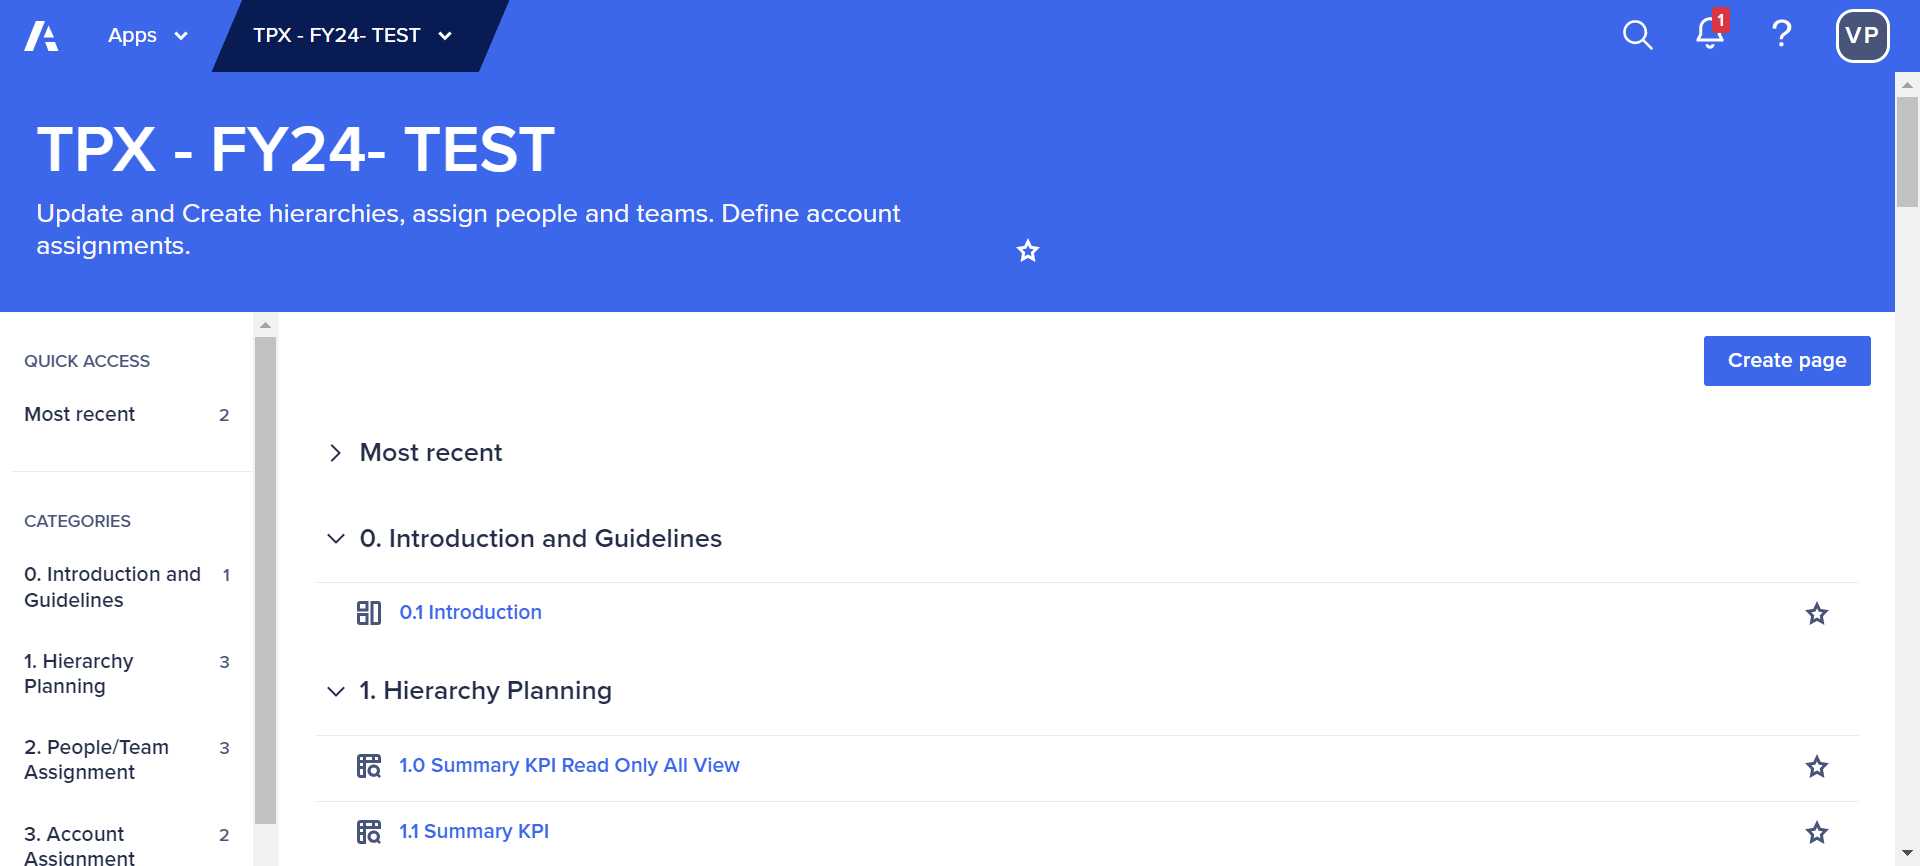 Apps
TPX - FY24- TEST
1
?
VP
TPX - FY24- TEST
Update and Create hierarchies, assign people and teams. Define account
assignments.
QUICK ACCESS
Most recent 2
CATEGORIES
0. Introduction and 1
Guidelines
1. Hierarchy 3
Planning
2. People/Team 3
Assignment
3. Account 2
Assignment
Create page
Most recent
0. Introduction and Guidelines
0.1 Introduction
1. Hierarchy Planning
1.0 Summary KPI Read Only All View
1.1 Summary KPI